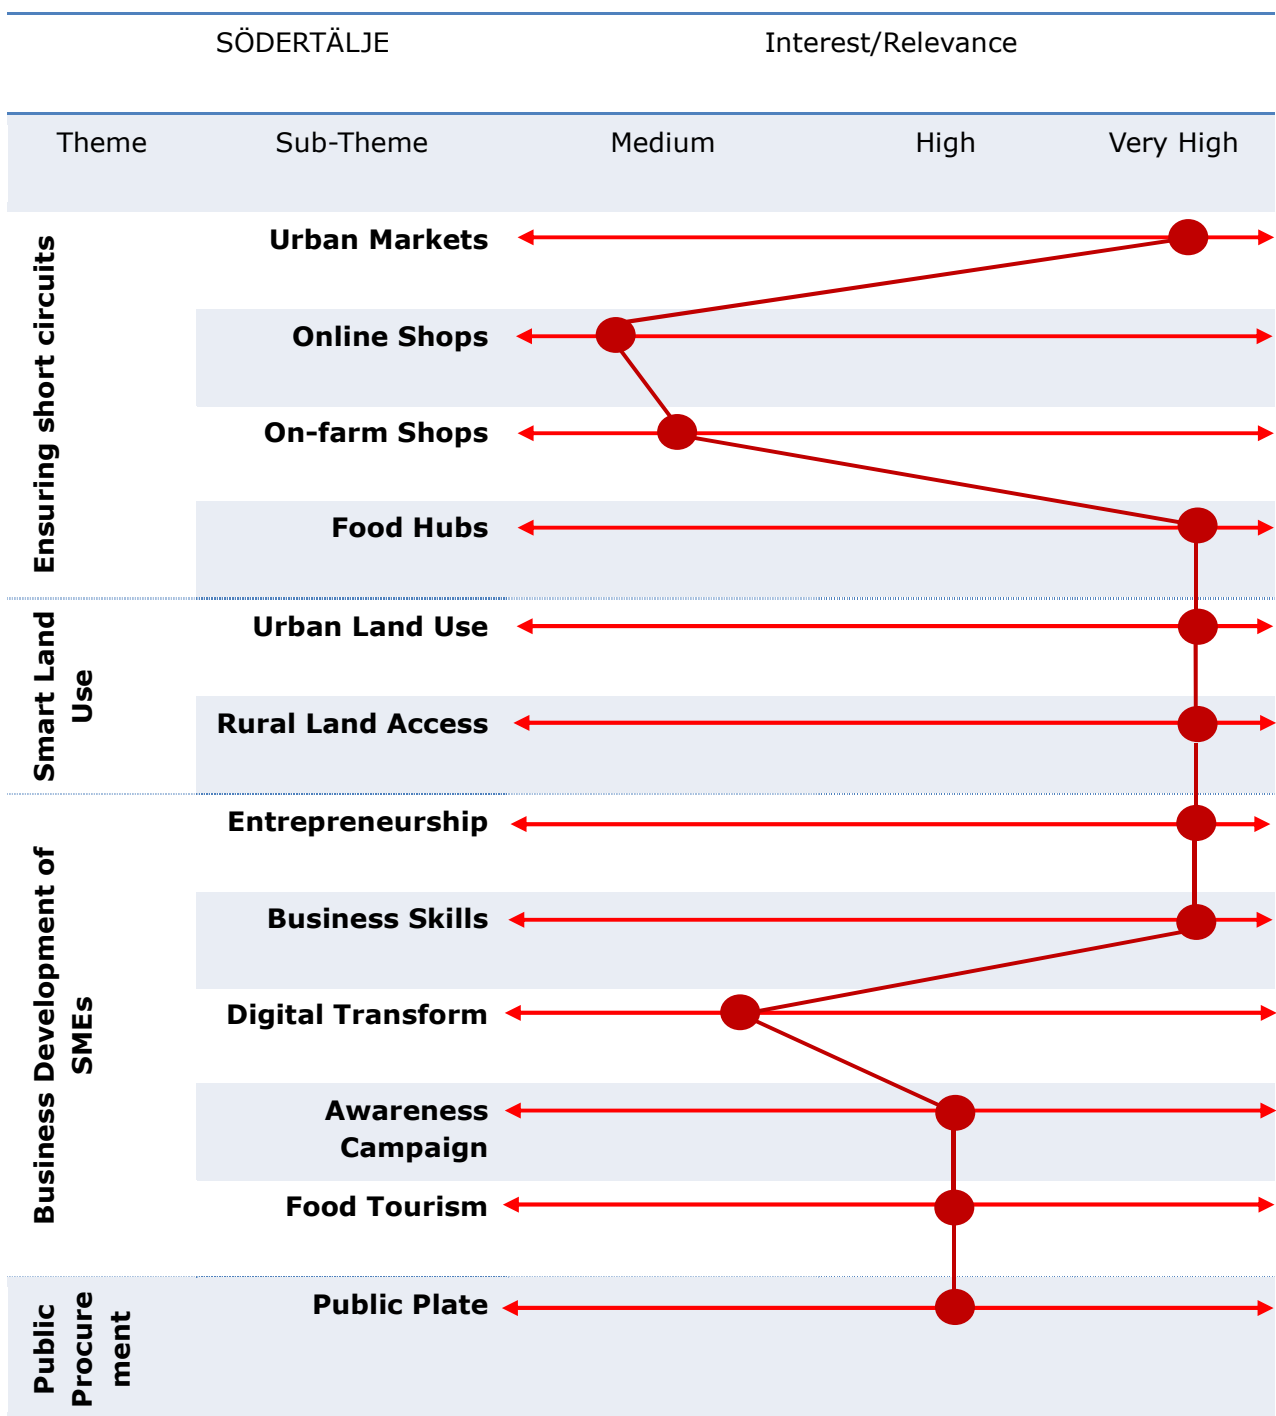 SÖDERTÄLJE
Interest/Relevance
Theme
Sub-Theme
Medium
High
Very High
Ensuring short circuits
Urban Markets
Online Shops
On-farm Shops
Food Hubs
Smart Land
Use
Urban Land Use
Rural Land Access
Business Development of
SMEs
Entrepreneurship
Business Skills
Digital Transform
Awareness
Campaign
Food Tourism
Public
Procure
ment
Public Plate